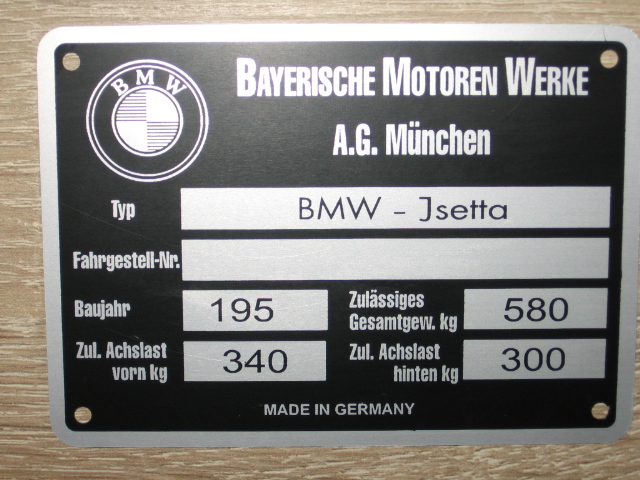 BMW
BAYERISCHE MOTOREN WERKE
A.G. München
Typ BMW - Jsetta
Fahrgestell-Nr.
Baujahr 195 Zulässiges Gesamtgew. kg 580
Zul. Achslast vorn kg 340 Zul. Achslast hinten kg 300
MADE IN GERMANY